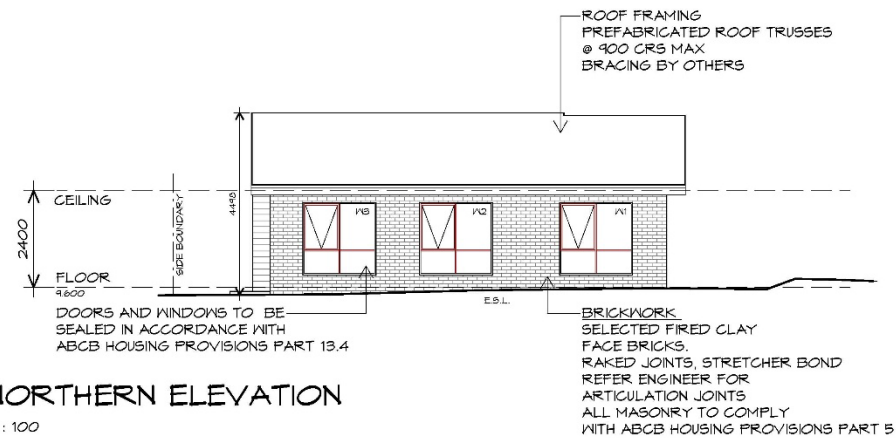 ROOF FRAMING
PREFABRICATED ROOF TRUSSES
@ 900 CRS MAX
BRACING BY OTHERS
CEILING
2400
SIDE BOUNDARY
4498
W3
W2
W1
FLOOR
9.600
E.S.L.
DOORS AND WINDOWS TO BE
SEALED IN ACCORDANCE WITH
ABCB HOUSING PROVISIONS PART 13.4
BRICKWORK
SELECTED FIRED CLAY
FACE BRICKS.
RAKED JOINTS, STRETCHER BOND
REFER ENGINEER FOR
ARTICULATION JOINTS
ALL MASONRY TO COMPLY
WITH ABCB HOUSING PROVISIONS PART 5
NORTHERN ELEVATION
: 100